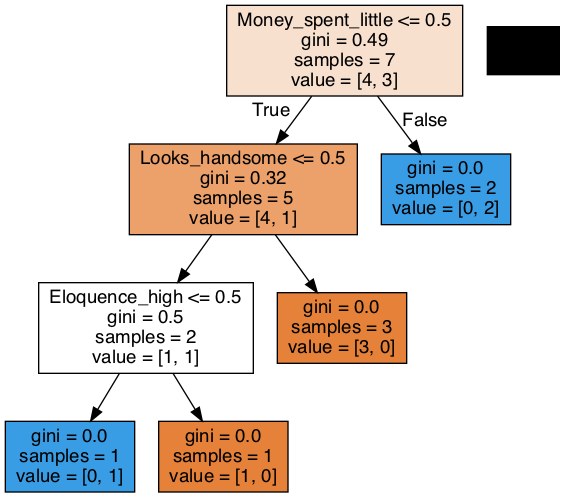 Money_spent_little <= 0.5
gini = 0.49
samples = 7
value = [4, 3]
True
False
Looks_handsome <= 0.5
gini = 0.32
samples = 5
value = [4, 1]
gini = 0.0
samples = 2
value = [0, 2]
Eloquence_high <= 0.5
gini = 0.5
samples = 2
value = [1, 1]
gini = 0.0
samples = 3
value = [3, 0]
gini = 0.0
samples = 1
value = [0, 1]
gini = 0.0
samples = 1
value = [1, 0]